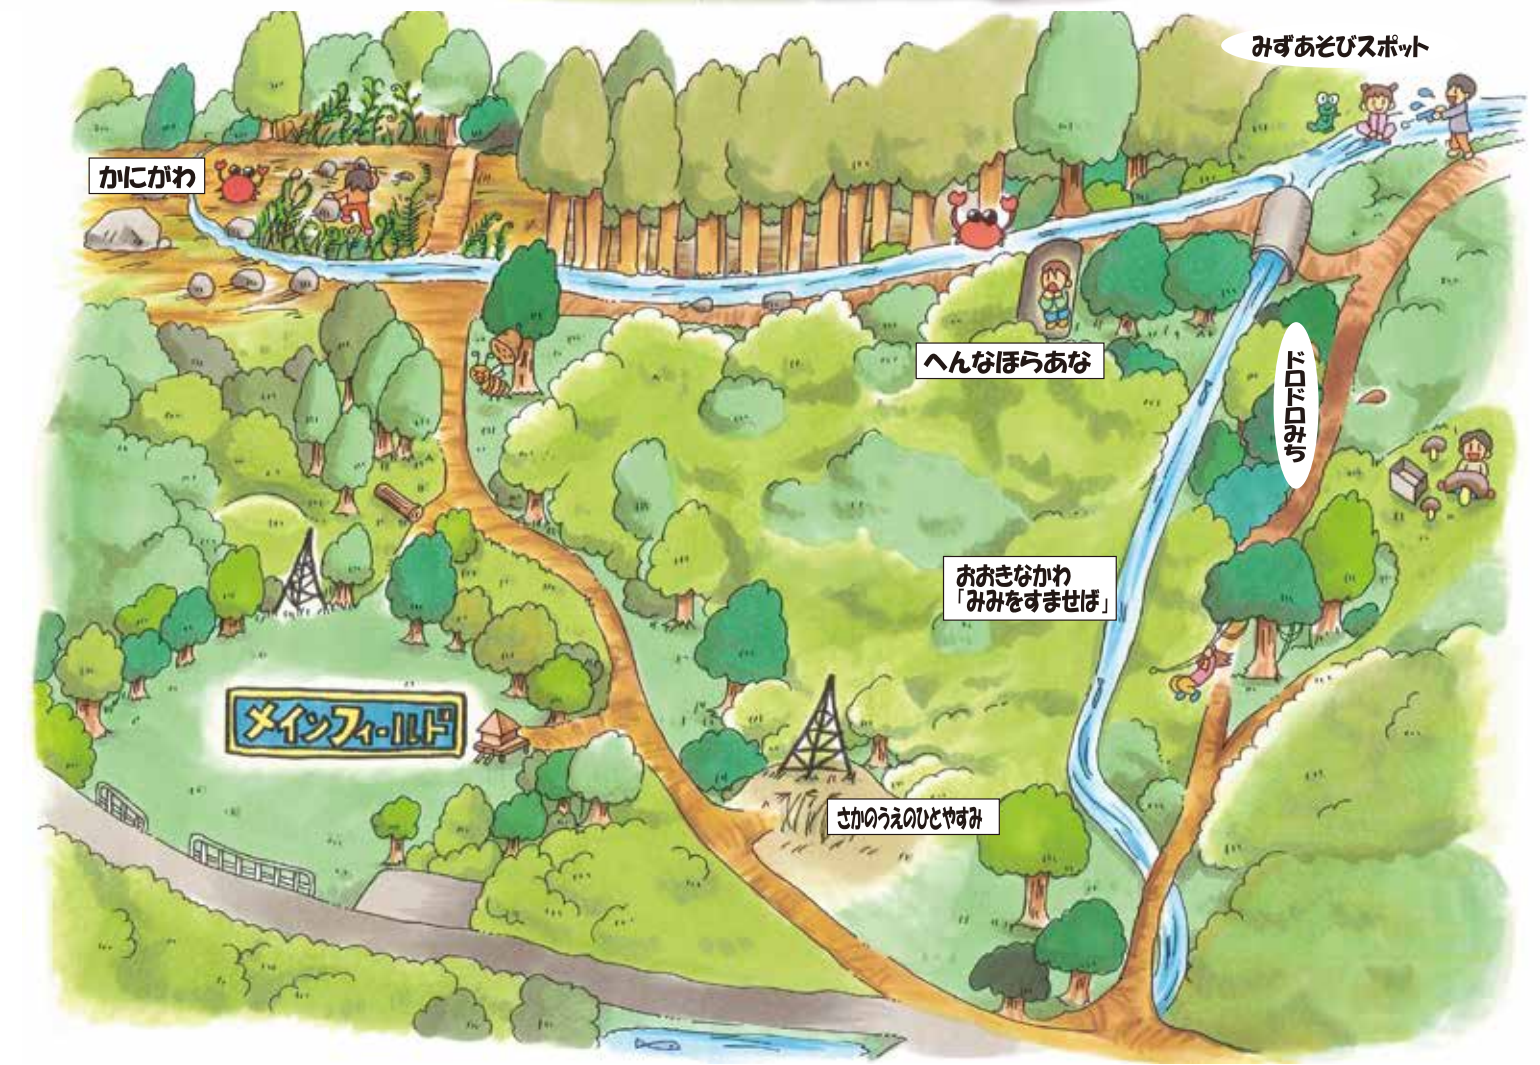 みずあそびスポット
かにがわ
へんなほらあな
ドロドロみち
おおきなかわ
「みみをすませば」
メインフィールド
さかのうえのひとやすみ